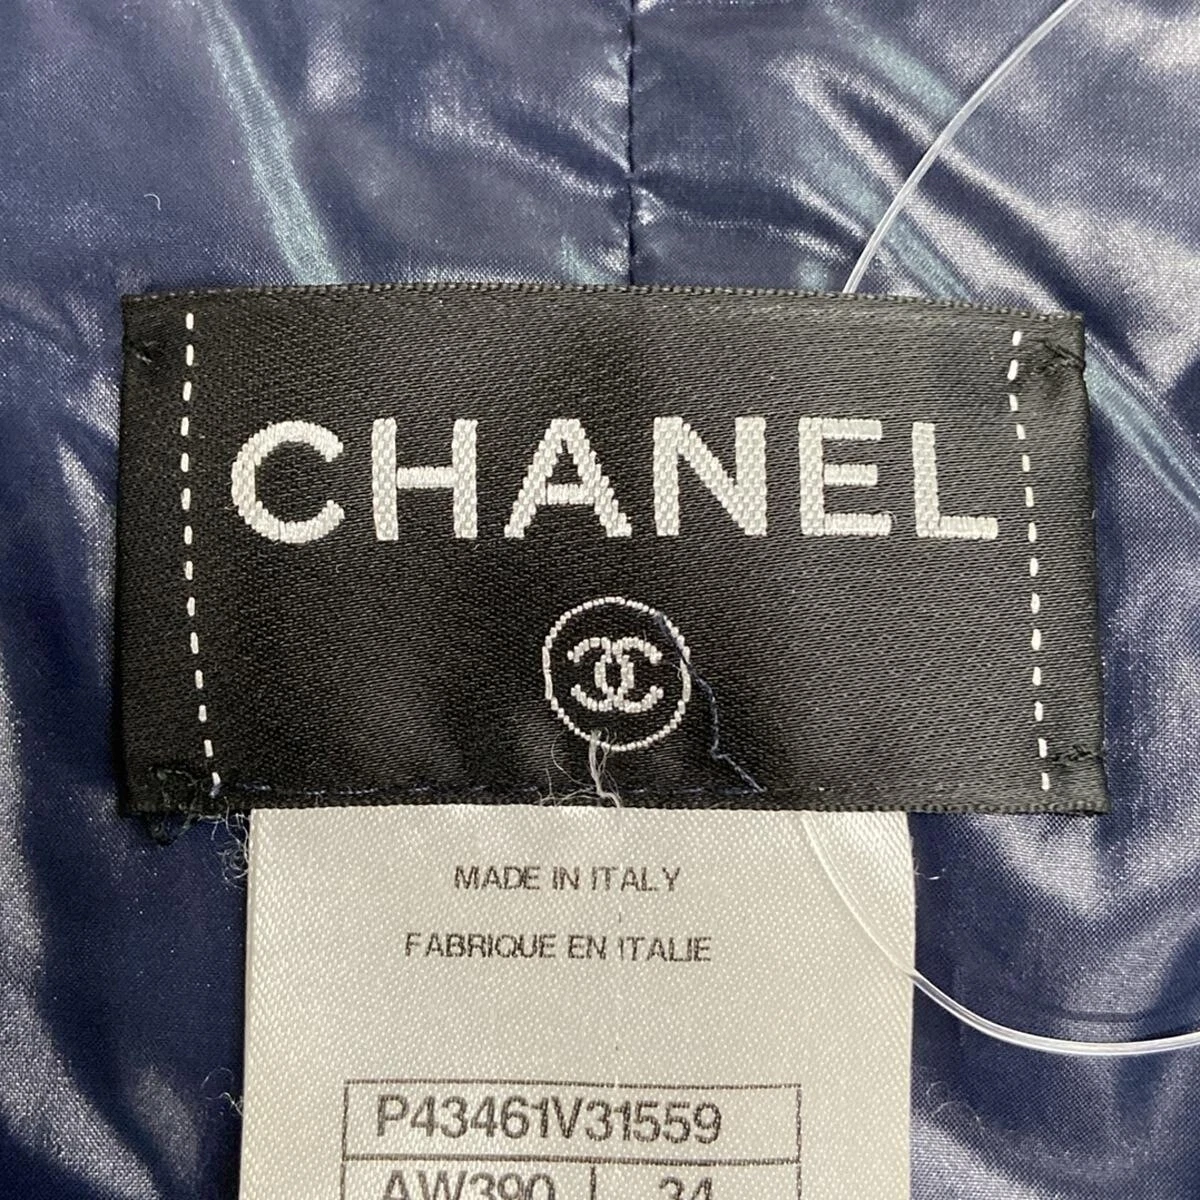 CHANEL
MADE IN ITALY
FABRIQUE EN ITALIE
P43461V31559
AW390 34